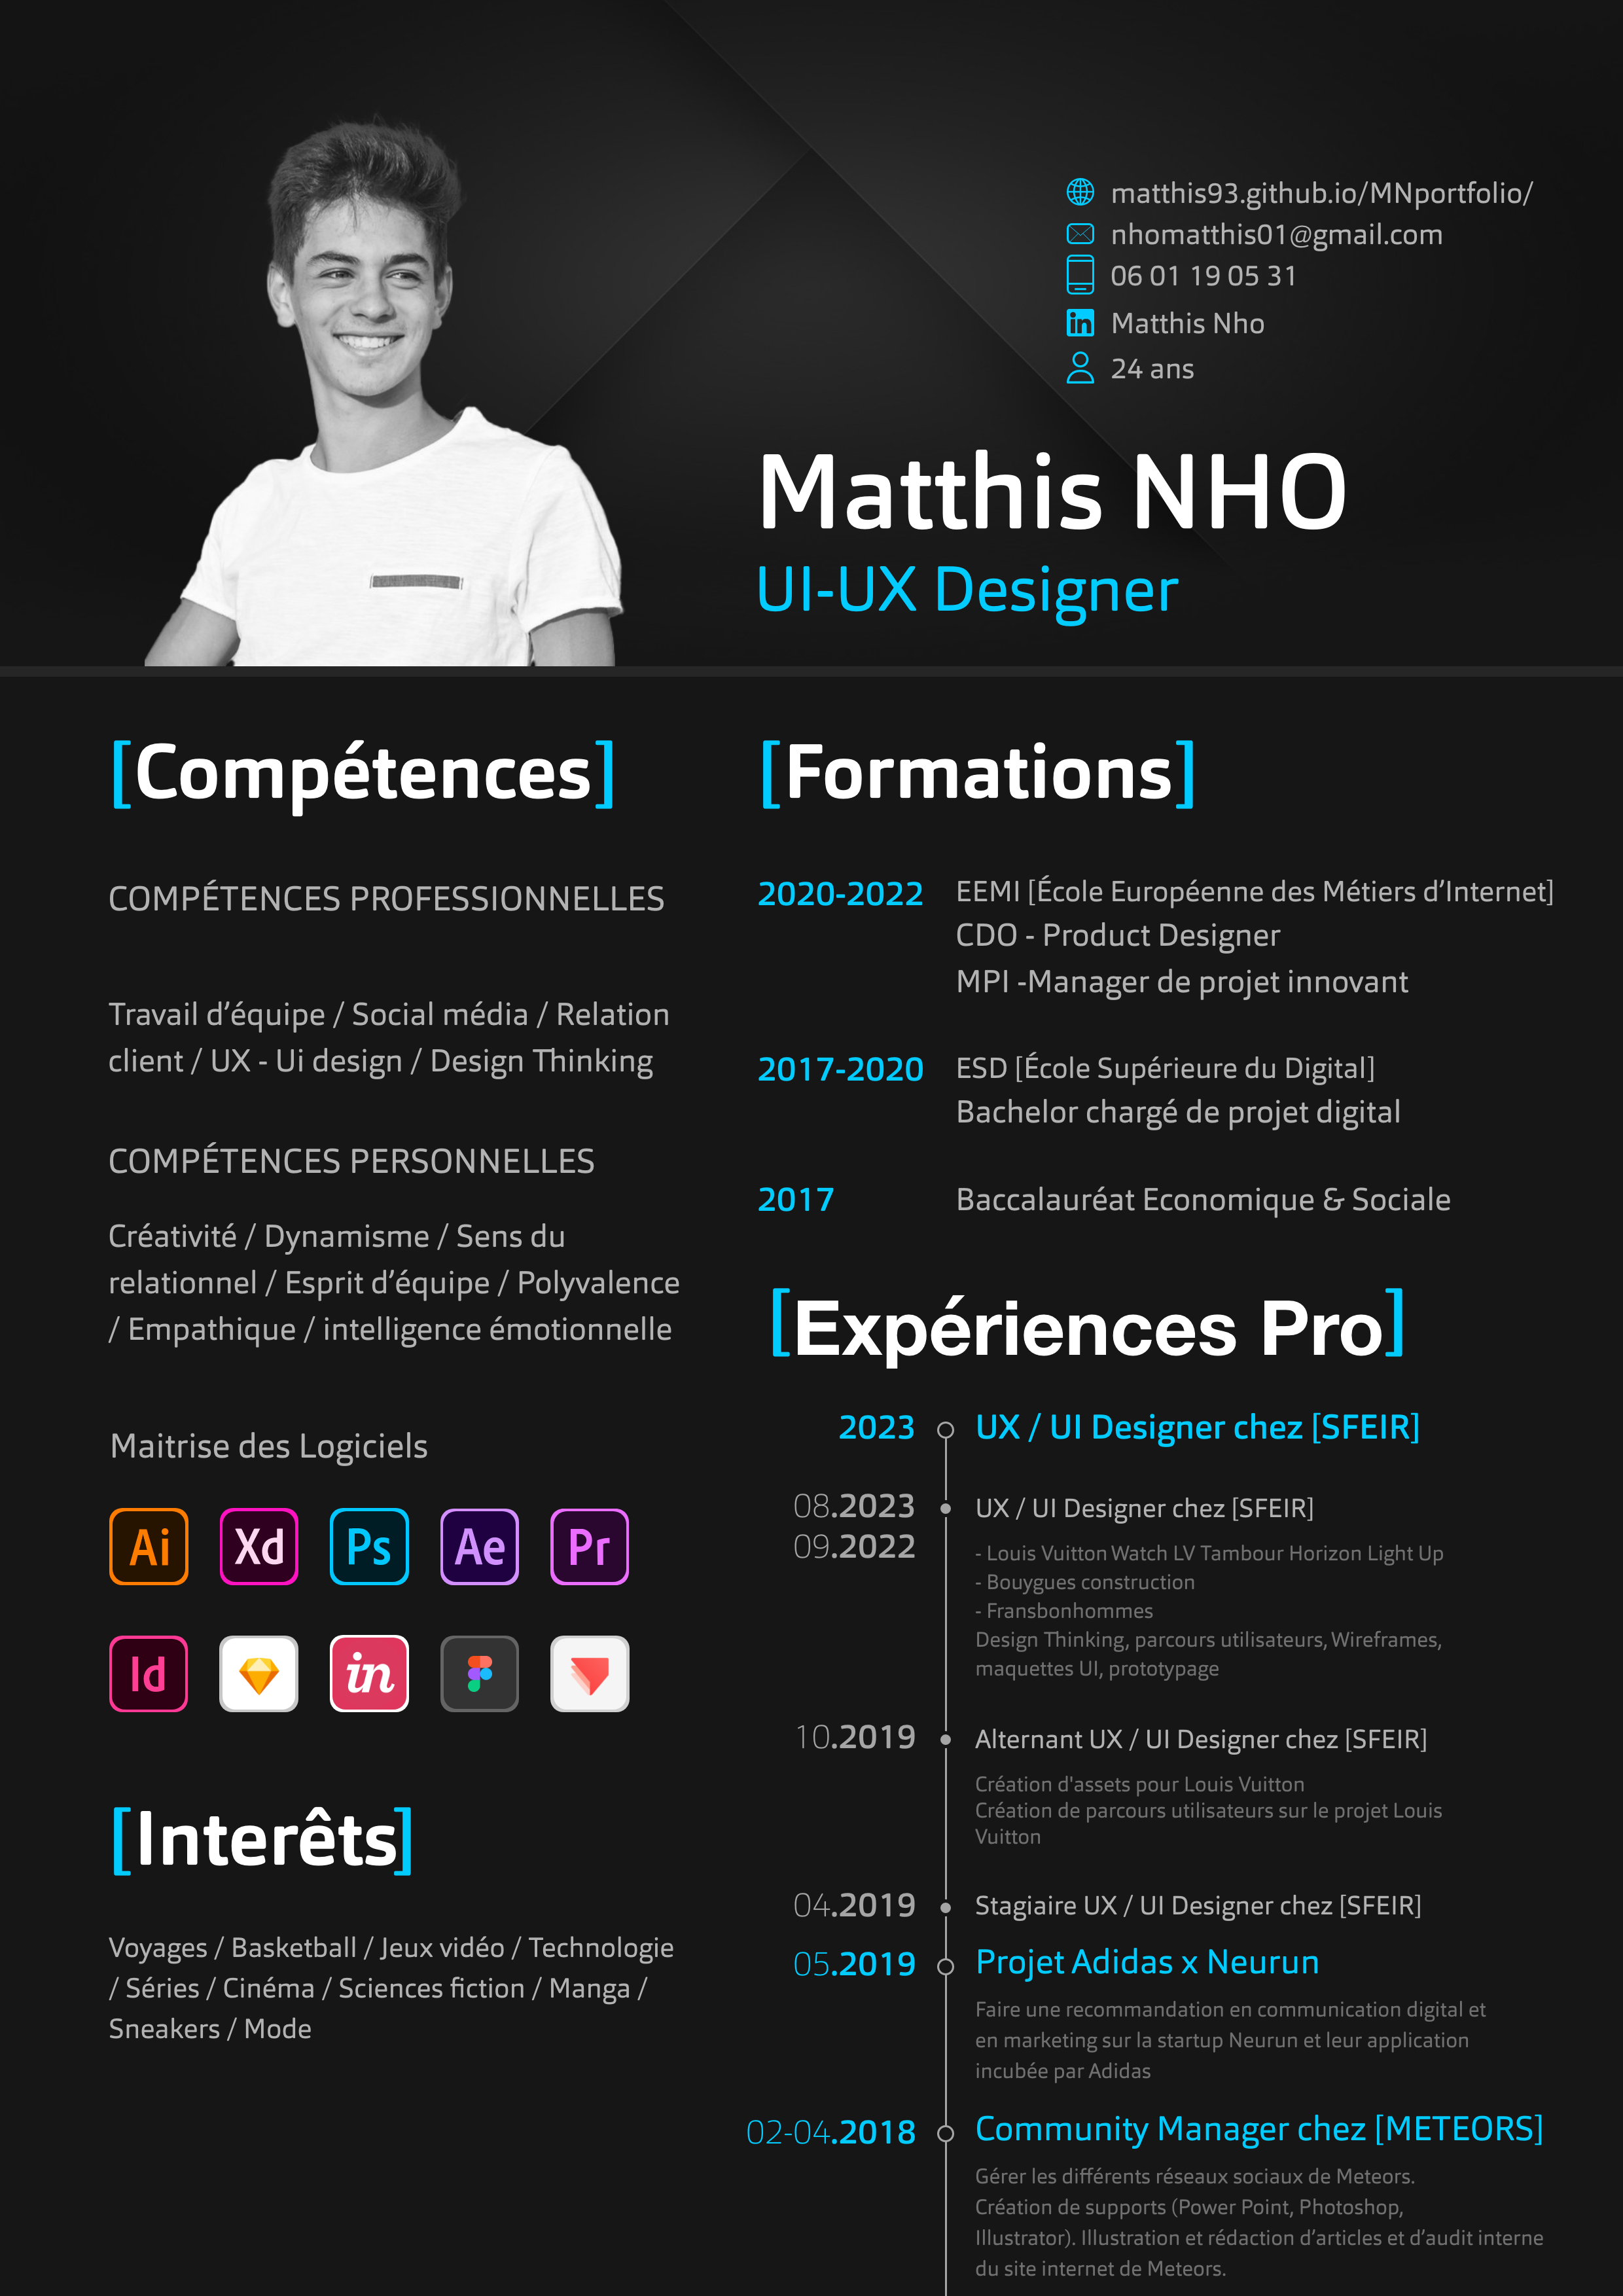 matthis93.github.io/MNportfolio/
nhomatthis01@gmail.com
06 01 19 05 31
in Matthis Nho
24 ans
Matthis NHO
UI-UX Designer
[Compétences]
COMPÉTENCES PROFESSIONNELLES
Travail d’équipe / Social média / Relation
client / UX - Ui design / Design Thinking
COMPÉTENCES PERSONNELLES
Créativité / Dynamisme / Sens du
relationnel / Esprit d’équipe / Polyvalence
/ Empathique / intelligence émotionnelle
Maitrise des Logiciels
Ai Xd Ps Ae Pr
Id in
[Interêts]
Voyages / Basketball / Jeux vidéo / Technologie
/ Séries / Cinéma / Sciences fiction / Manga /
Sneakers / Mode
[Formations]
2020-2022 EEMI [École Européenne des Métiers d’Internet]
CDO - Product Designer
MPI -Manager de projet innovant
2017-2020 ESD [École Supérieure du Digital]
Bachelor chargé de projet digital
2017 Baccalauréat Economique & Sociale
[Expériences Pro]
2023 UX / UI Designer chez [SFEIR]
08.2023 UX / UI Designer chez [SFEIR]
09.2022
- Louis Vuitton Watch LV Tambour Horizon Light Up
- Bouygues construction
- Fransbonhommes
Design Thinking, parcours utilisateurs, Wireframes,
maquettes UI, prototypage
10.2019 Alternant UX / UI Designer chez [SFEIR]
Création d'assets pour Louis Vuitton
Création de parcours utilisateurs sur le projet Louis
Vuitton
04.2019 Stagiaire UX / UI Designer chez [SFEIR]
05.2019 Projet Adidas x Neurun
Faire une recommandation en communication digital et
en marketing sur la startup Neurun et leur application
incubée par Adidas
02-04.2018 Community Manager chez [METEORS]
Gérer les différents réseaux sociaux de Meteors.
Création de supports (Power Point, Photoshop,
Illustrator). Illustration et rédaction d’articles et d’audit interne
du site internet de Meteors.